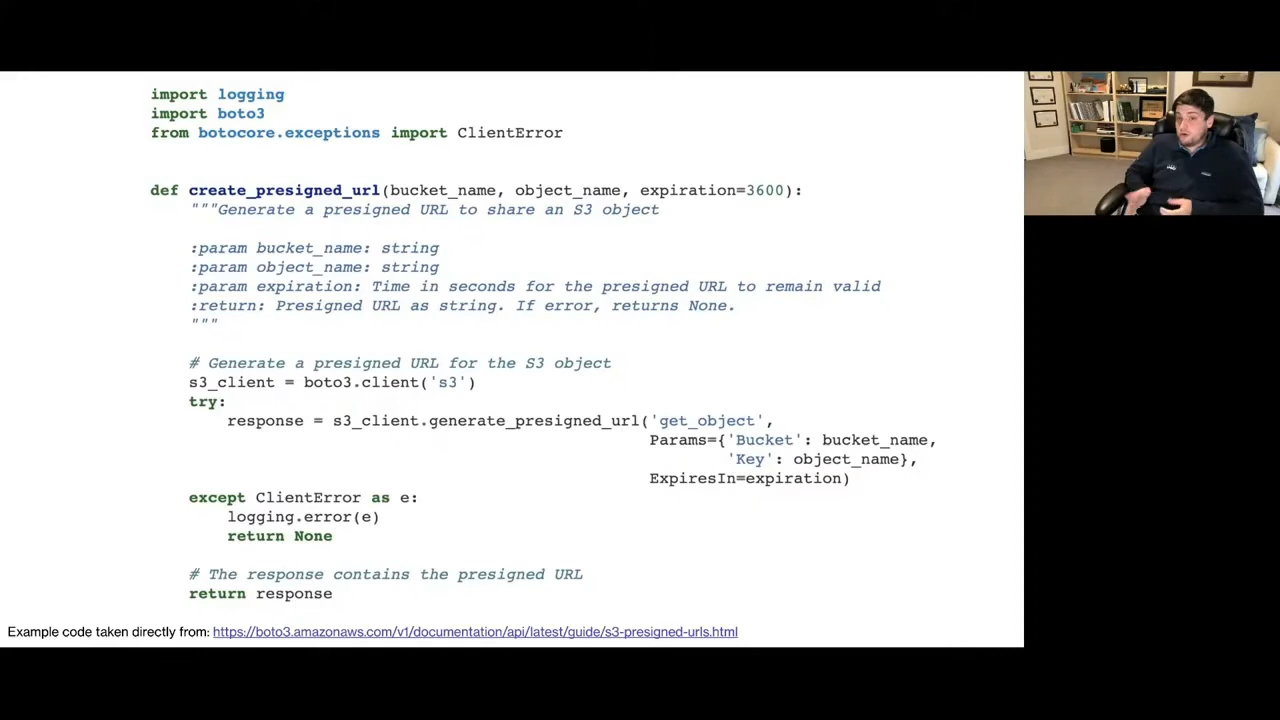 import logging
import boto3
from botocore.exceptions import ClientError
def create_presigned_url(bucket_name, object_name, expiration=3600):
"""Generate a presigned URL to share an S3 object
:param bucket_name: string
:param object_name: string
:param expiration: Time in seconds for the presigned URL to remain valid
:return: Presigned URL as string. If error, returns None.
"""
# Generate a presigned URL for the S3 object
s3_client = boto3.client('s3')
try:
response = s3_client.generate_presigned_url('get_object',
Params={'Bucket': bucket_name,
'Key': object_name},
ExpiresIn=expiration)
except ClientError as e:
logging.error(e)
return None
# The response contains the presigned URL
return response
Example code taken directly from: https://boto3.amazonaws.com/v1/documentation/api/latest/guide/s3-presigned-urls.html